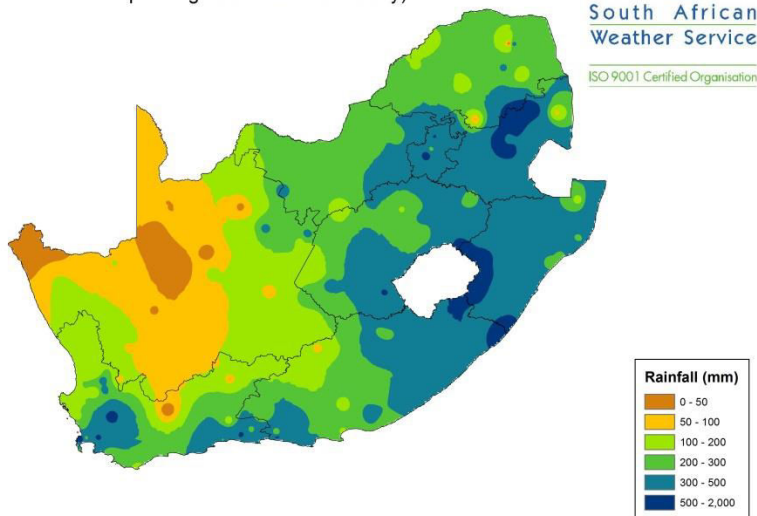 South African
Weather Service
ISO 9001 Certified Organisation
Rainfall (mm)
0 - 50
50 - 100
100 - 200
200 - 300
300 - 500
500 - 2,000